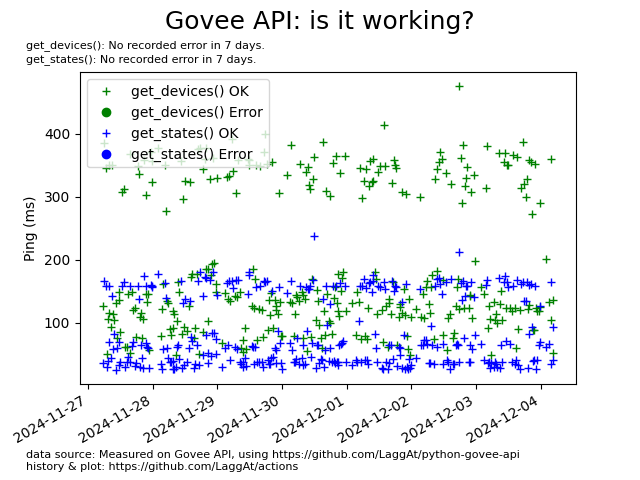 Govee API: is it working?
get_devices(): No recorded error in 7 days.
get_states(): No recorded error in 7 days.
get_devices() OK
get_devices() Error
get_states() OK
get_states() Error
400
300
200
100
Ping (ms)
2024-11-27
2024-11-28
2024-11-29
2024-11-30
2024-12-01
2024-12-02
2024-12-03
2024-12-04
data source: Measured on Govee API, using https://github.com/LaggAt/python-govee-api
history & plot: https://github.com/LaggAt/actions